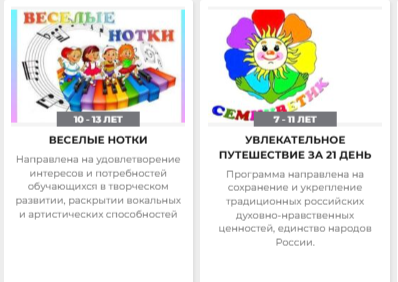 ВЕСЕЛЫЕ
НОТКИ
10 - 13 ЛЕТ
ВЕСЕЛЫЕ НОТКИ
Направлена на удовлетворение
интересов и потребностей
обучающихся в творческом
развитии, раскрытии вокальных
и артистических способностей
СЕМИЦВЕТИК
7 - 11 ЛЕТ
УВЛЕКАТЕЛЬНОЕ
ПУТЕШЕСТВИЕ ЗА 21 ДЕНЬ
Программа направлена на
сохранение и укрепление
традиционных российских
духовно-нравственных
ценностей, единство народов
России.